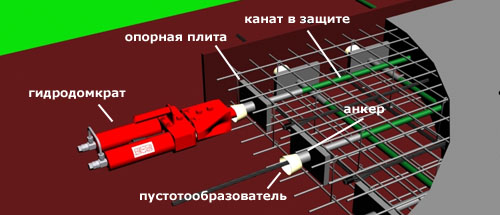 канат в защите
опорная плита
гидродомкрат
анкер
пустотообразователь